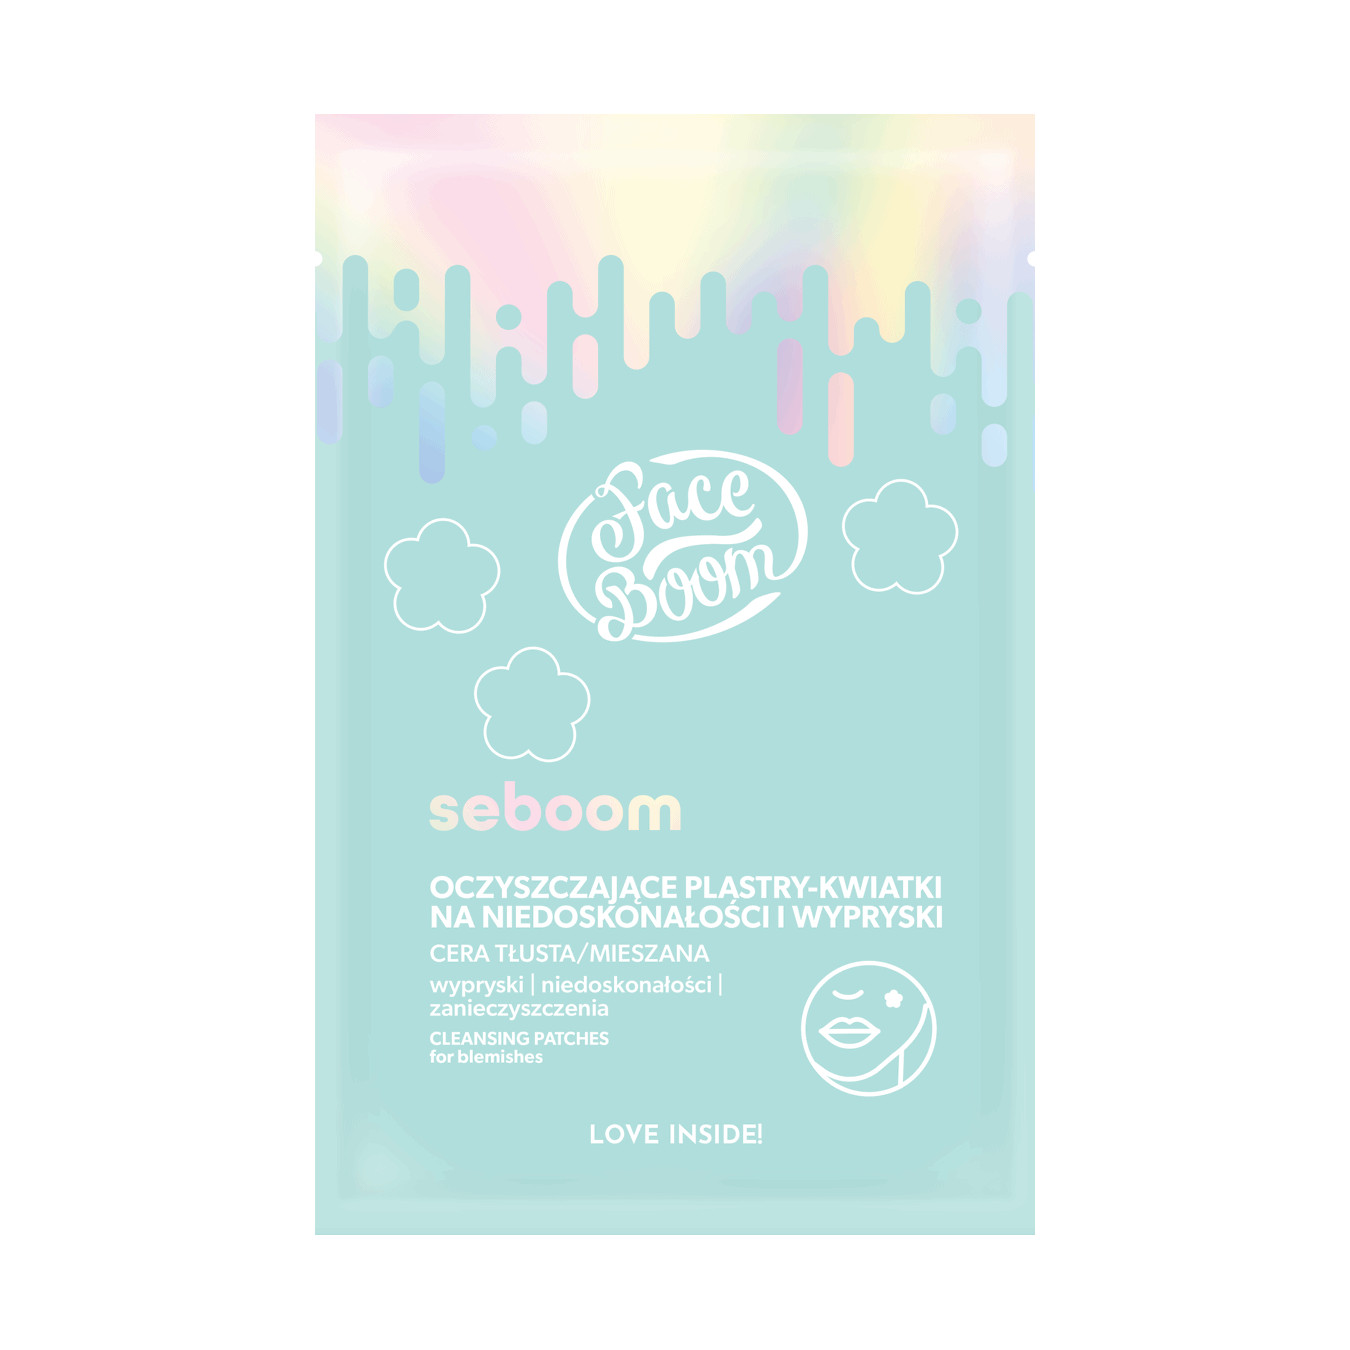 Face
Boom
seboom
OCZYSZCZAJĄCE PLASTRY-KWIATKI
NA NIEDOSKONAŁOŚCI I WYPRYSKI
CERA TŁUSTA/MIESZANA
wypryski | niedoskonałości |
zanieczyszczenia
CLEANSING PATCHES
for blemishes
LOVE INSIDE!